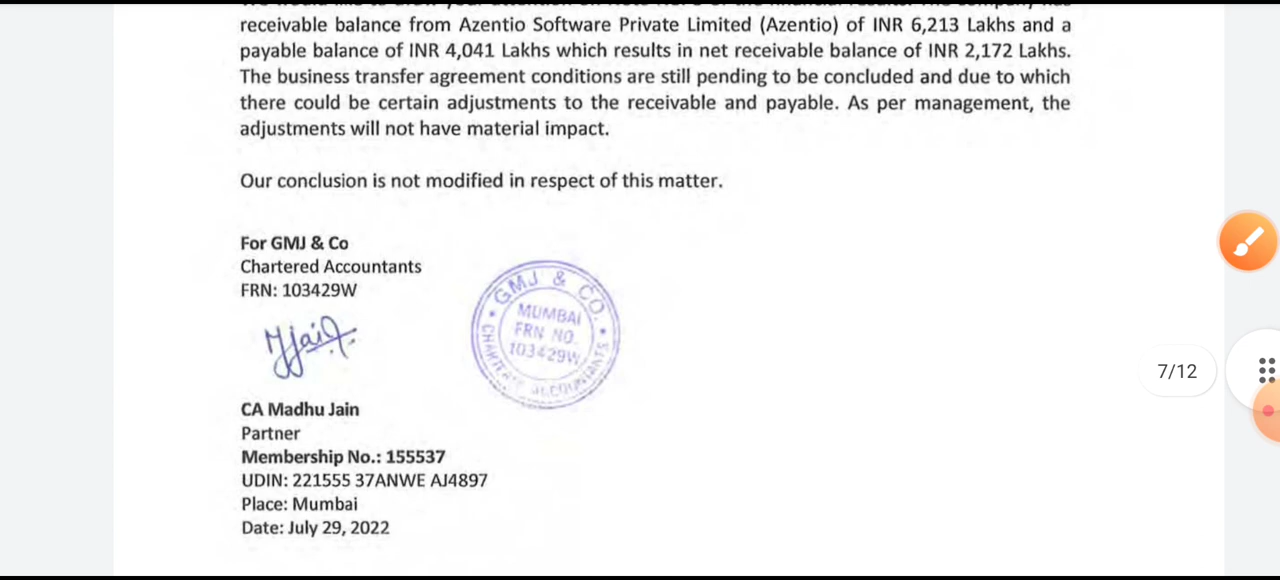 receivable balance from Azentio Software Private Limited (Azentio) of INR 6,213 Lakhs and a
payable balance of INR 4,041 Lakhs which results in net receivable balance of INR 2,172 Lakhs.
The business transfer agreement conditions are still pending to be concluded and due to which
there could be certain adjustments to the receivable and payable. As per management, the
adjustments will not have material impact.
Our conclusion is not modified in respect of this matter.
For GMJ & Co
Chartered Accountants
FRN: 103429W
GMJ & CO.
MUMBAI
FRN NO.
103429W
CHARTERED ACCOUNTANTS
7/12
CA Madhu Jain
Partner
Membership No.: 155537
UDIN: 221555 37ANWE AJ4897
Place: Mumbai
Date: July 29, 2022